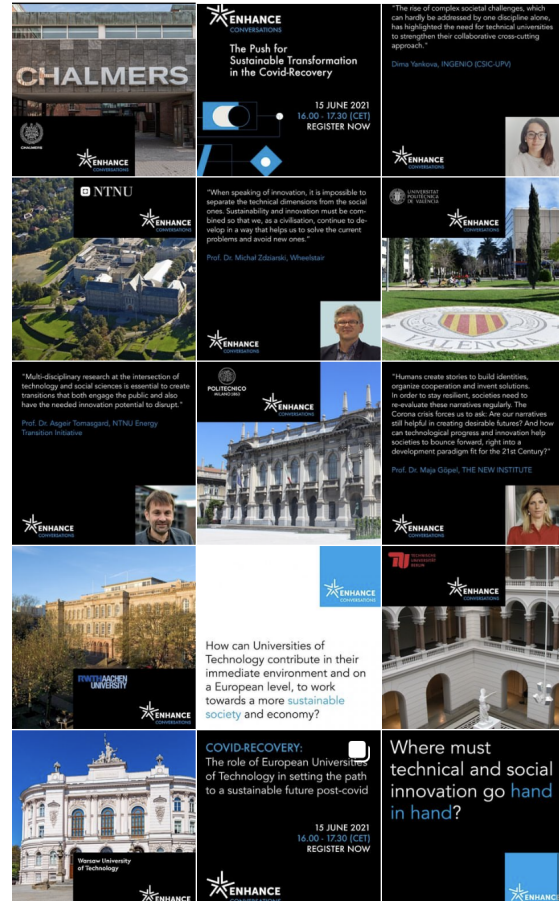 CHALMERS
CHALMERS
ENHANCE
CONVERSATIONS
ENHANCE
CONVERSATIONS
The Push for
Sustainable Transformation
in the Covid-Recovery
15 JUNE 2021
16.00 - 17.30 (CET)
REGISTER NOW
"The rise of complex societal challenges, which
can hardly be addressed by one discipline alone,
has highlighted the need for technical universities
to strengthen their collaborative cross-cutting
approach."
Dima Yankova, INGENIO (CSIC-UPV)
ENHANCE
CONVERSATIONS
NTNU
ENHANCE
CONVERSATIONS
"When speaking of innovation, it is impossible to
separate the technical dimensions from the social
ones. Sustainability and innovation must be com-
bined so that we, as a civilisation, continue to de-
velop in a way that helps us to solve the current
problems and avoid new ones."
Prof. Dr. Michał Zdziarski, Wheelstair
ENHANCE
CONVERSATIONS
UNIVERSITAT
POLITÈCNICA
DE VALÈNCIA
ENHANCE
CONVERSATIONS
VALENCIA
"Multi-disciplinary research at the intersection of
technology and social sciences is essential to create
transitions that both engage the public and also
have the needed innovation potential to disrupt."
Prof. Dr. Asgeir Tomasgard, NTNU Energy
Transition Initiative
ENHANCE
CONVERSATIONS
POLITECNICO
MILANO 1863
ENHANCE
CONVERSATIONS
"Humans create stories to build identities,
organize cooperation and invent solutions.
In order to stay resilient, societies need to
re-evaluate these narratives regularly. The
Corona crisis forces us to ask: Are our narratives
still helpful in creating desirable futures? And how
can technological progress and innovation help
societies to bounce forward, right into a
development paradigm fit for the 21st Century?"
Prof. Dr. Maja Göpel, THE NEW INSTITUTE
ENHANCE
CONVERSATIONS
RWTH AACHEN
UNIVERSITY
ENHANCE
CONVERSATIONS
ENHANCE
CONVERSATIONS
How can Universities of
Technology contribute in their
immediate environment and on
a European level, to work
towards a more sustainable
society and economy?
TECHNISCHE
UNIVERSITÄT
BERLIN
ENHANCE
CONVERSATIONS
Warsaw University
of Technology
ENHANCE
COVID-RECOVERY:
The role of European Universities
of Technology in setting the path
to a sustainable future post-covid
15 JUNE 2021
16.00 - 17.30 (CET)
REGISTER NOW
ENHANCE
CONVERSATIONS
Where must
technical and social
innovation go hand
in hand?
ENHANCE